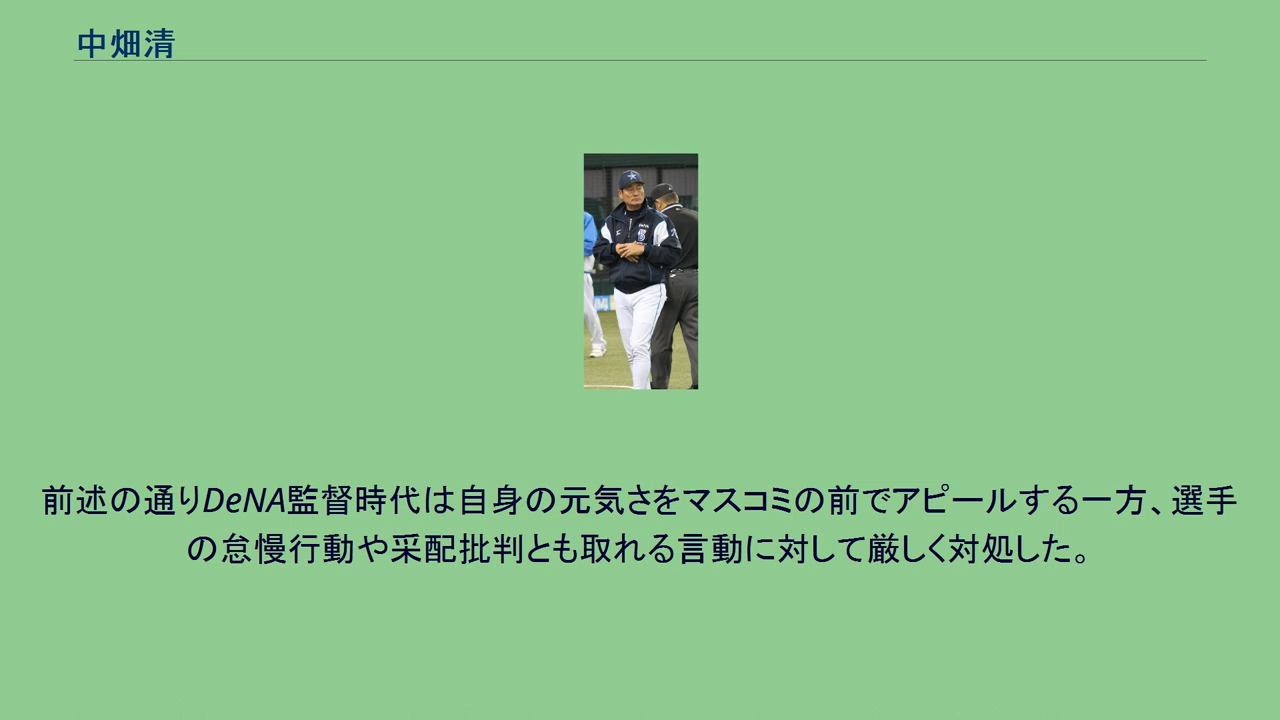 中畑清
前述の通りDeNA監督時代は自身の元気さをマスコミの前でアピールする一方、選手
の怠慢行動や采配批判とも取れる言動に対して厳しく対処した。